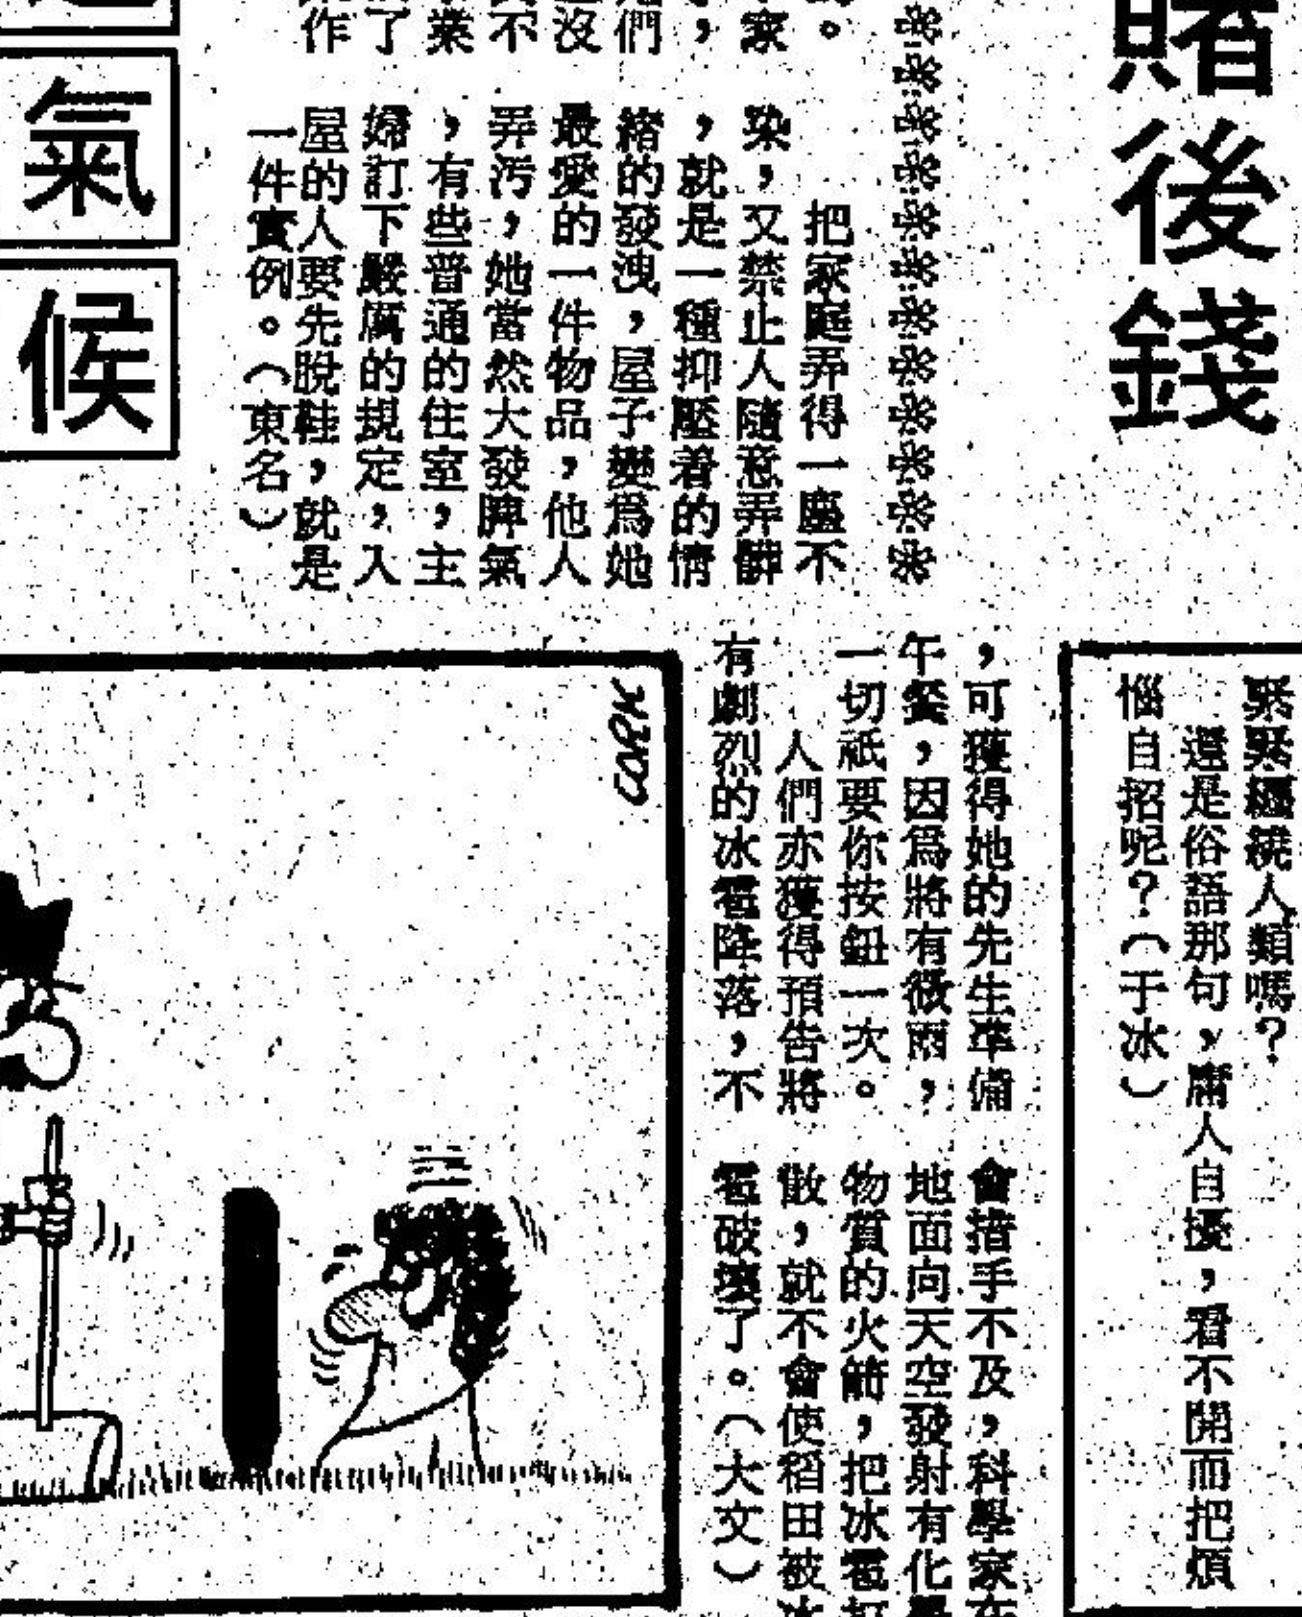 賭後錢
家
，
們
沒
不
業
了
作
把家庭弄得一塵不
染，又禁止人隨意弄髒
，就是一種抑壓着的情
緒的發洩，屋子變爲她
最愛的一件物品，他人
弄污，她當然大發脾氣
，有些普通的住室，主
婦訂下嚴厲的規定，入
屋的人要先脫鞋，就是
一件實例。（東名）
氣候
緊緊纏繞人類嗎？
還是俗語那句，庸人自擾，看不開而把煩
惱自招呢？（于冰）
，可獲得她的先生準備
午餐，因爲將有微雨，
一切祇要你按鈕一次。
人們亦獲得預告將
有劇烈的冰雹降落，不
會措手不及，科學家在
地面向天空發射有化學
物質的火箭，把冰雹打
散，就不會使稻田被冰
雹破壞了。（大文）
CORK